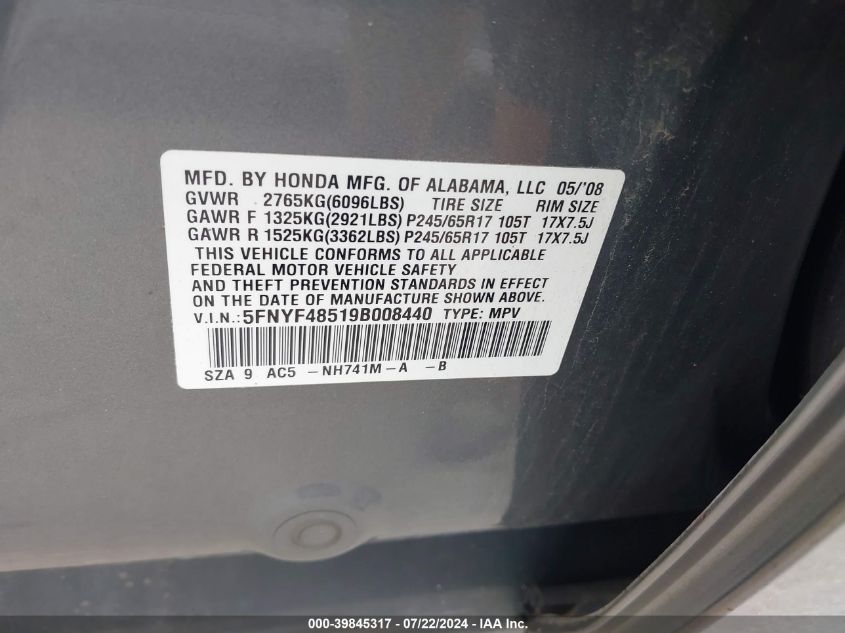 MFD. BY HONDA MFG. OF ALABAMA, LLC 05/'08
GVWR 2765KG(6096LBS) TIRE SIZE RIM SIZE
GAWR F 1325KG(2921LBS) P245/65R17 105T 17X7.5J
GAWR R 1525KG(3362LBS) P245/65R17 105T 17X7.5J
THIS VEHICLE CONFORMS TO ALL APPLICABLE
FEDERAL MOTOR VEHICLE SAFETY
AND THEFT PREVENTION STANDARDS IN EFFECT
ON THE DATE OF MANUFACTURE SHOWN ABOVE.
V.I.N.: 5FNYF48519B008440 TYPE: MPV
SZA 9 AC5 -NH741M-A -B
000-39845317 / 07/22/2024 - IAA Inc.